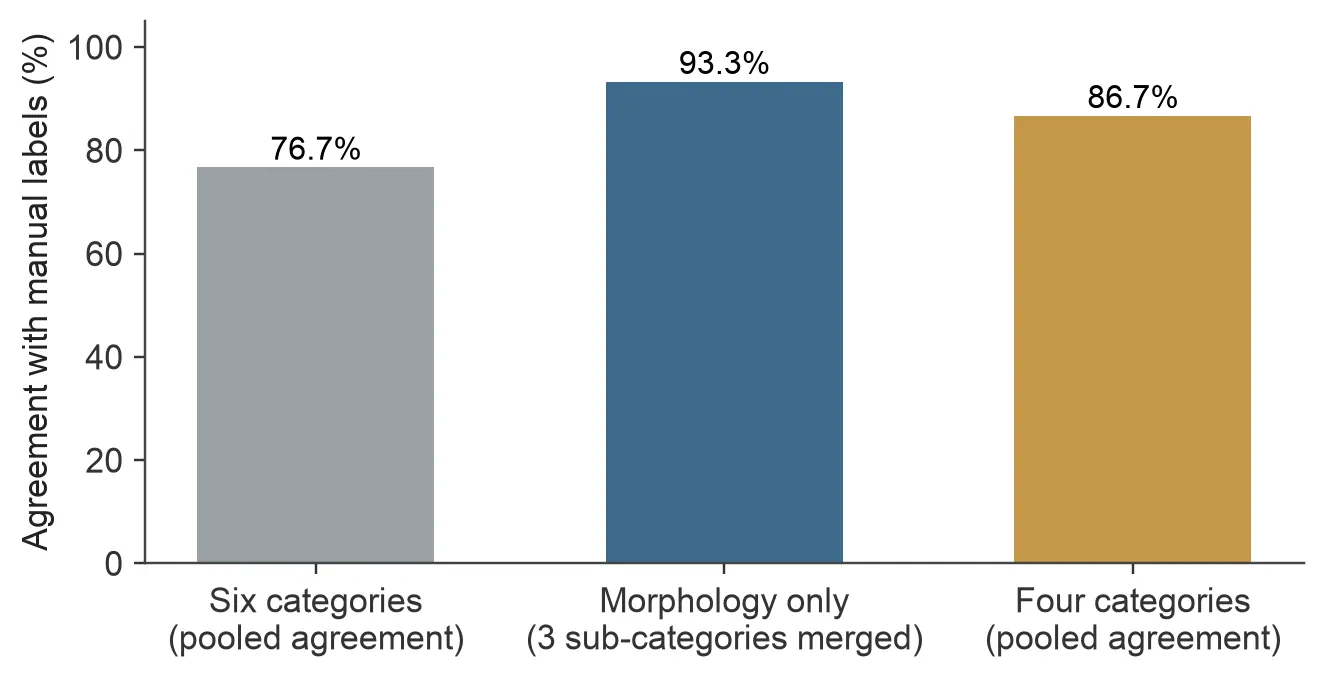 Agreement with manual labels (%)
100
80
60
40
20
0
76.7%
93.3%
86.7%
Six categories
(pooled agreement)
Morphology only
(3 sub-categories merged)
Four categories
(pooled agreement)